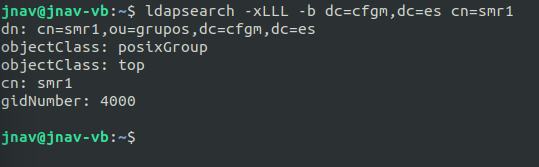 jnav@jnav-vb:~$ ldapsearch -xLLL -b dc=cfgm,dc=es cn=smr1
dn: cn=smr1,ou=grupos,dc=cfgm,dc=es
objectClass: posixGroup
objectClass: top
cn: smr1
gidNumber: 4000
jnav@jnav-vb:~$